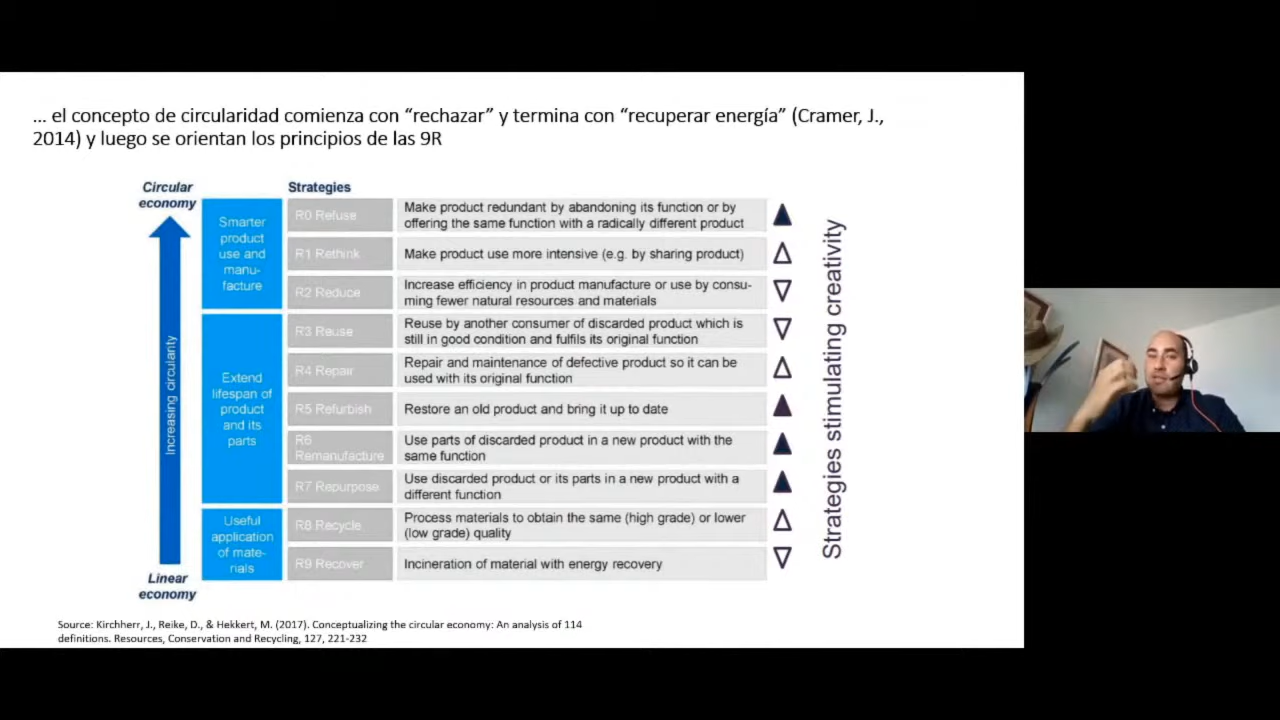 ... el concepto de circularidad comienza con “rechazar” y termina con “recuperar energía” (Cramer, J.,
2014) y luego se orientan los principios de las 9R
Circular
economy
Strategies
Increasing circularity
Linear
economy
Smarter
product
use and
manu-
facture
R0 Refuse
Make product redundant by abandoning its function or by
offering the same function with a radically different product
R1 Rethink
Make product use more intensive (e.g. by sharing product)
R2 Reduce
Increase efficiency in product manufacture or use by consu-
ming fewer natural resources and materials
Extend
lifespan of
product
and its
parts
R3 Reuse
Reuse by another consumer of discarded product which is
still in good condition and fulfils its original function
R4 Repair
Repair and maintenance of defective product so it can be
used with its original function
R5 Refurbish
Restore an old product and bring it up to date
R6
Remanufacture
Use parts of discarded product in a new product with the
same function
R7 Repurpose
Use discarded product or its parts in a new product with a
different function
Useful
application
of mate-
rials
R8 Recycle
Process materials to obtain the same (high grade) or lower
(low grade) quality
R9 Recover
Incineration of material with energy recovery
Strategies stimulating creativity
Source: Kirchherr, J., Reike, D., & Hekkert, M. (2017). Conceptualizing the circular economy: An analysis of 114
definitions. Resources, Conservation and Recycling, 127, 221-232